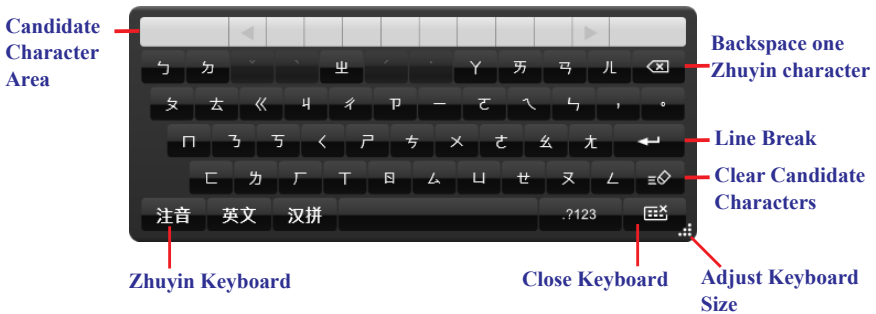 Candidate
Character
Area
Backspace one
Zhuyin character
ㄅ ㄉ ˇ ˋ ㄓ ˊ ˙ ㄚ ㄞ ㄢ ㄦ
ㄆ ㄊ ㄍ ㄐ ㄔ ㄗ ㄧ ㄛ ㄟ ㄣ , 。
ㄇ ㄋ ㄎ ㄑ ㄕ ㄘ ㄨ ㄜ ㄠ ㄤ
Line Break
ㄈ ㄌ ㄏ ㄒ ㄖ ㄙ ㄩ ㄝ ㄡ ㄥ
Clear Candidate
Characters
注音 英文 汉拼 .?123
Zhuyin Keyboard
Close Keyboard
Adjust Keyboard
Size